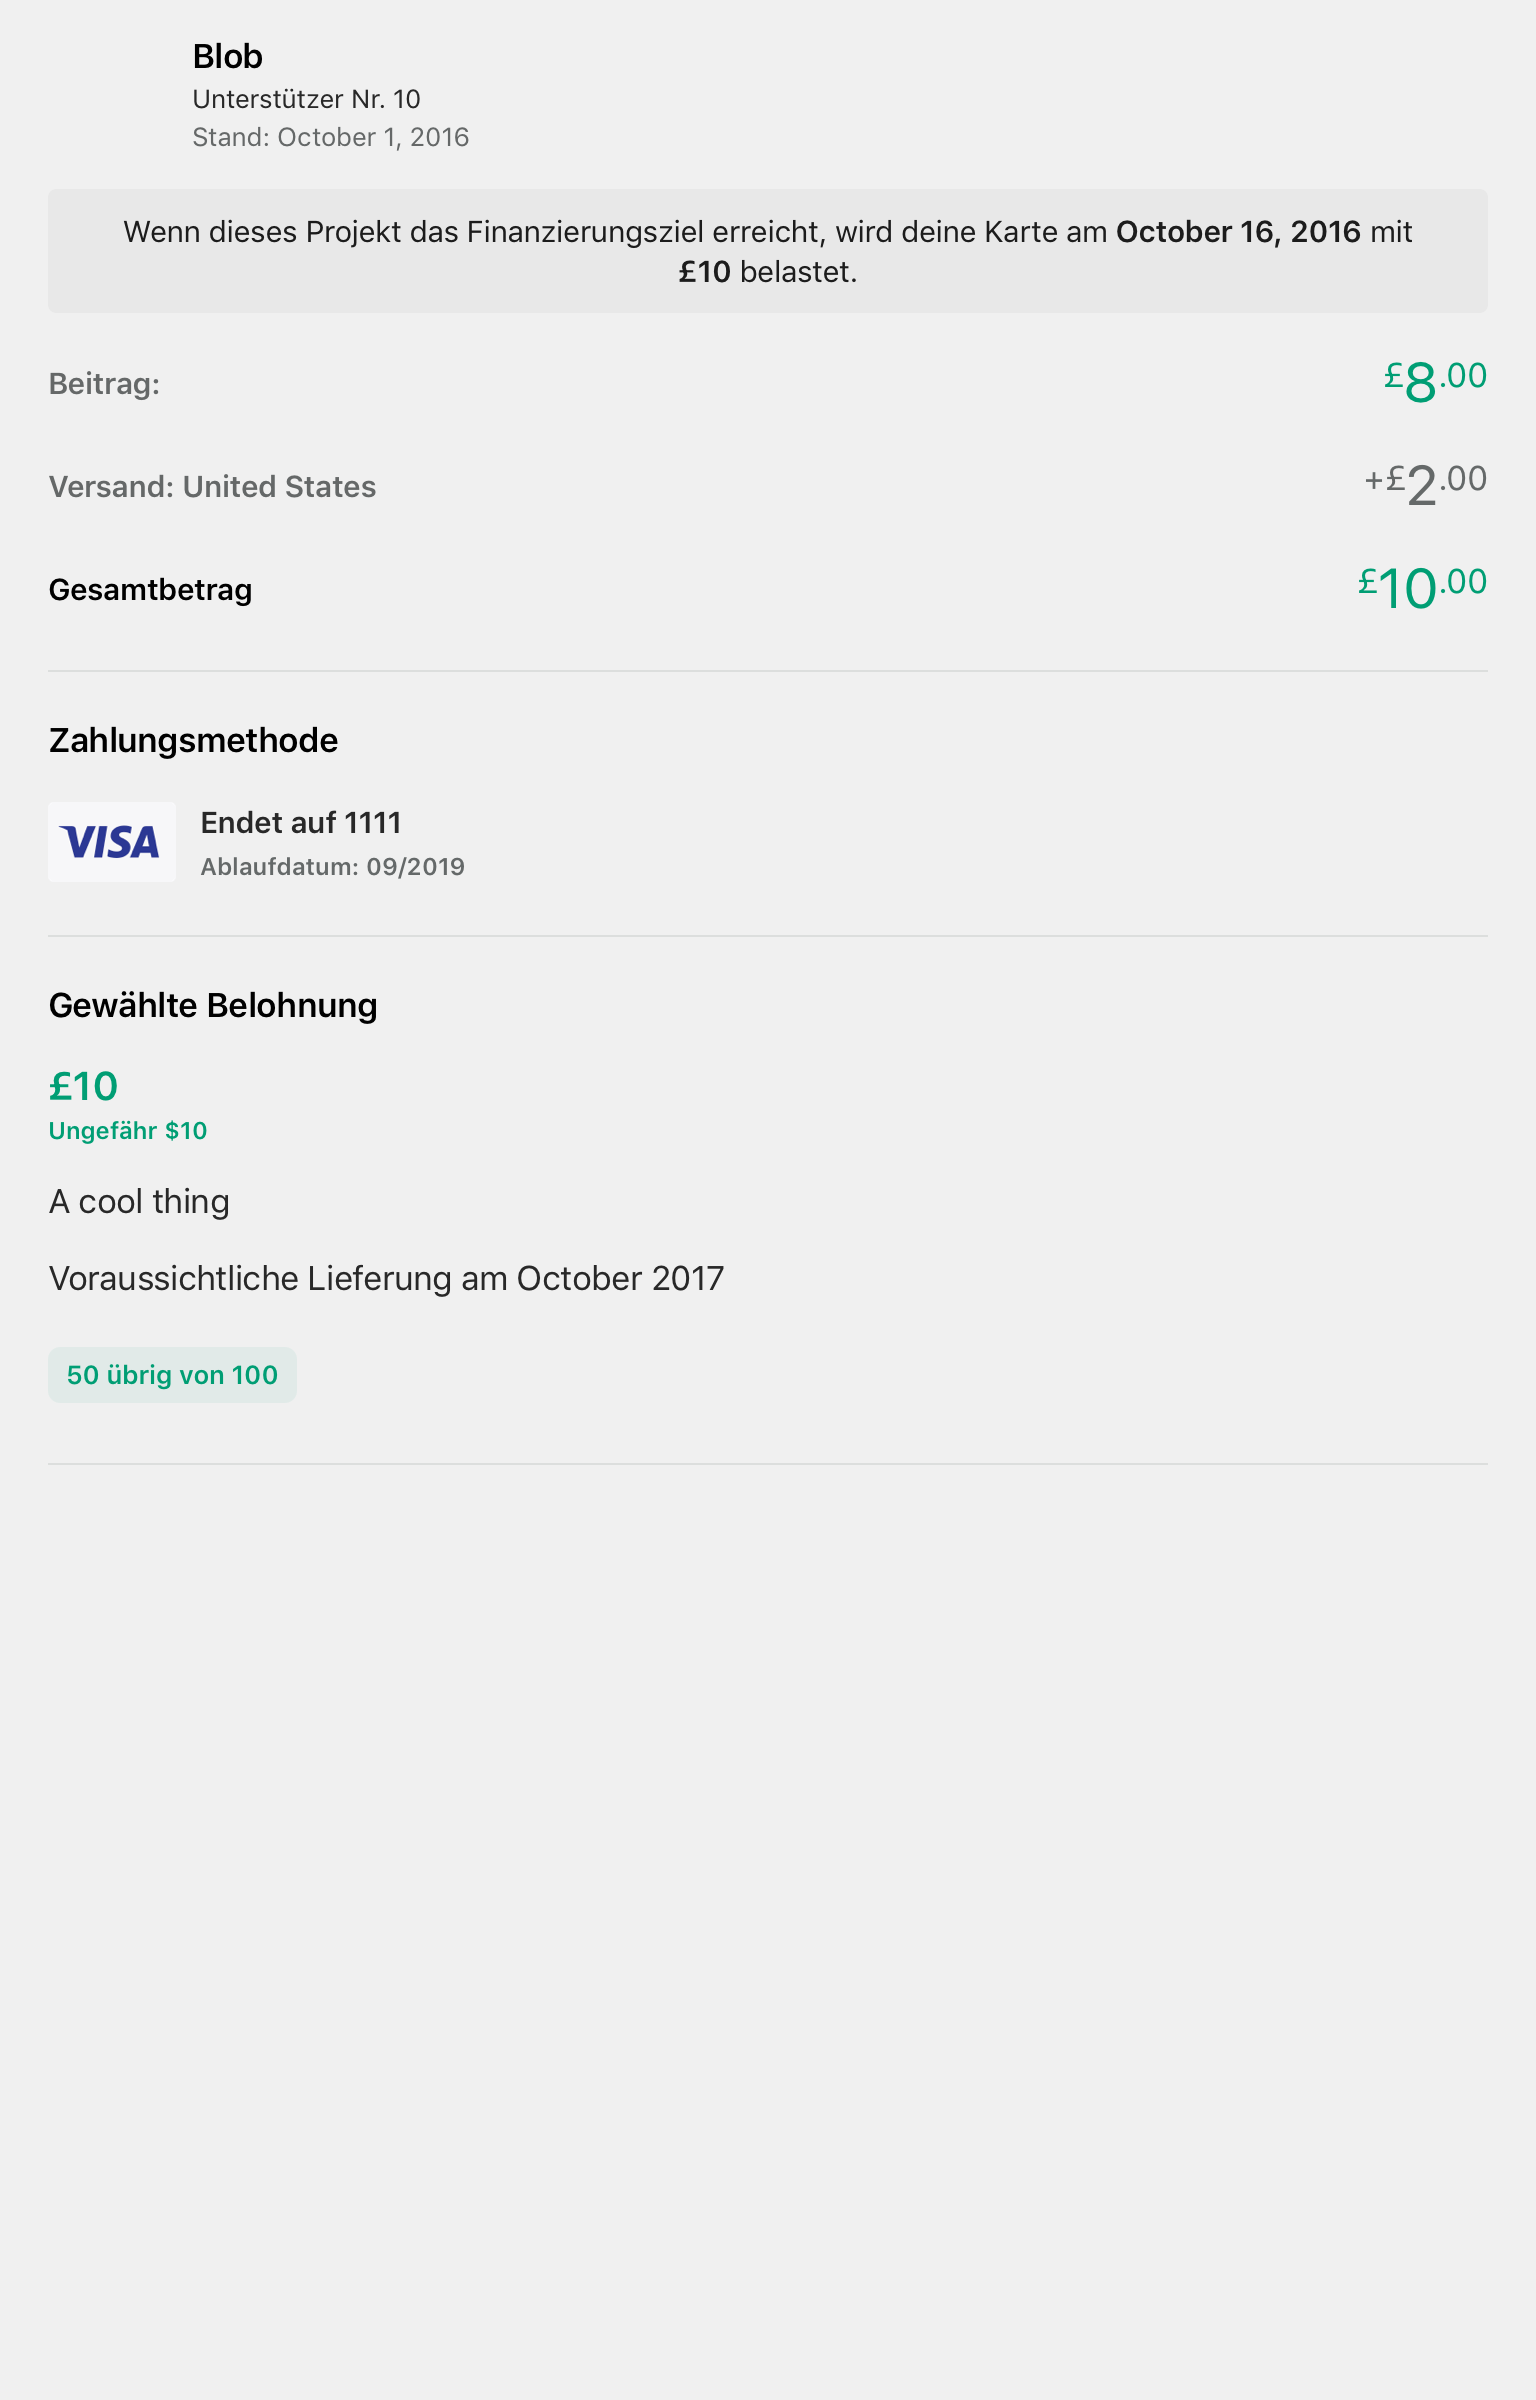 Blob
Unterstützer Nr. 10
Stand: October 1, 2016
Wenn dieses Projekt das Finanzierungsziel erreicht, wird deine Karte am October 16, 2016 mit
£10 belastet.
Beitrag: £8.00
Versand: United States +£2.00
Gesamtbetrag £10.00
Zahlungsmethode
VISA
Endet auf 1111
Ablaufdatum: 09/2019
Gewählte Belohnung
£10
Ungefähr $10
A cool thing
Voraussichtliche Lieferung am October 2017
50 übrig von 100